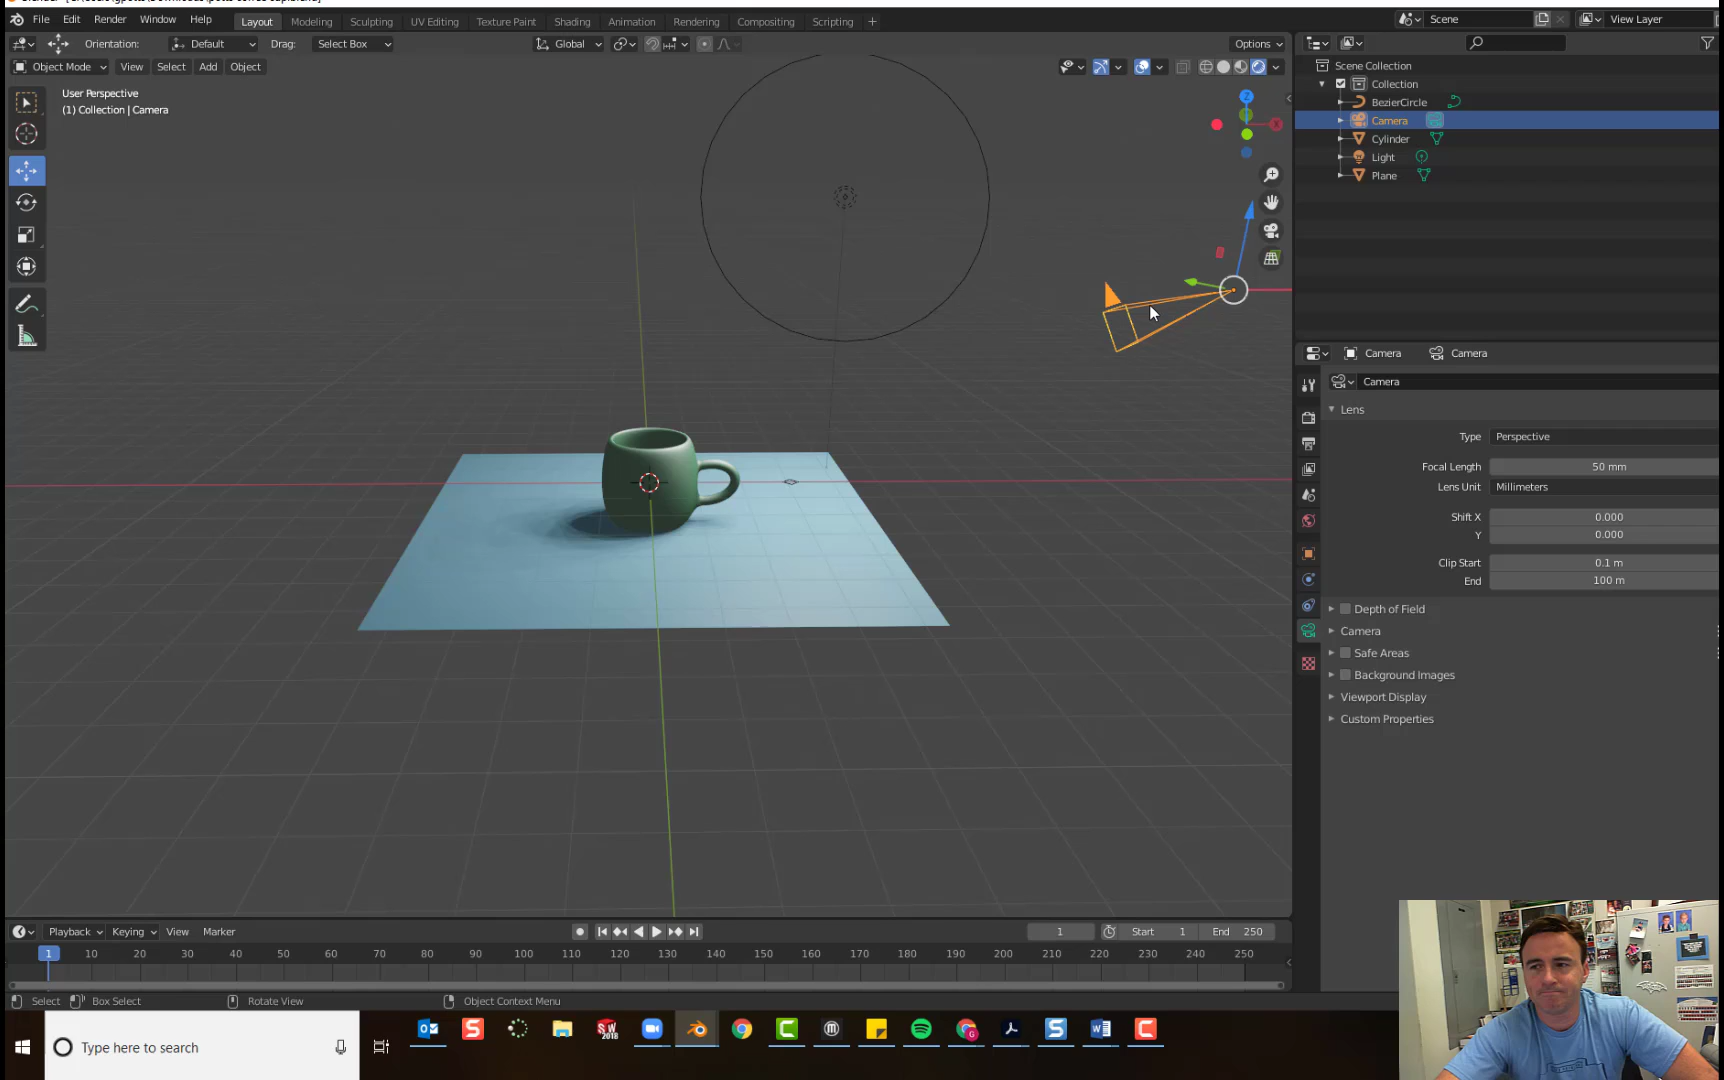 File Edit Render Window Help Layout Modeling Sculpting UV Editing Texture Paint Shading Animation Rendering Compositing Scripting + Scene View Layer
Orientation: Default Drag: Select Box Global Options
Object Mode View Select Add Object
User Perspective
(1) Collection | Camera
Z
X
Scene Collection
Collection
BezierCircle
Camera
Cylinder
Light
Plane
Camera Camera
Camera
Lens
Type Perspective
Focal Length 50 mm
Lens Unit Millimeters
Shift X 0.000
Y 0.000
Clip Start 0.1 m
End 100 m
Depth of Field
Camera
Safe Areas
Background Images
Viewport Display
Custom Properties
Playback Keying View Marker 1 Start 1 End 250
1 10 20 30 40 50 60 70 80 90 100 110 120 130 140 150 160 170 180 190 200 210 220 230 240 250
Select Box Select Rotate View Object Context Menu
Type here to search